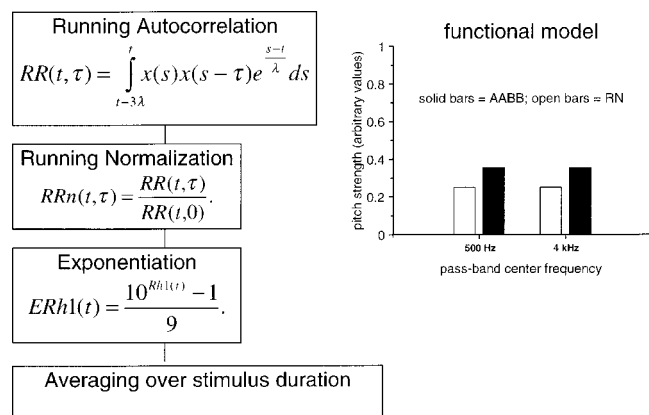 Running Autocorrelation
RR(t,τ) = ∫_{t−3λ}^{t} x(s)x(s−τ)e^{(s−t)/λ} ds
Running Normalization
RRn(t,τ) = RR(t,τ)/RR(t,0).
Exponentiation
ERh1(t) = (10^{Rh1(t)} − 1)/9.
Averaging over stimulus duration
functional model
solid bars = AABB; open bars = RN
pitch strength (arbitrary values)
1
0.8
0.6
0.4
0.2
0
500 Hz 4 kHz
pass-band center frequency